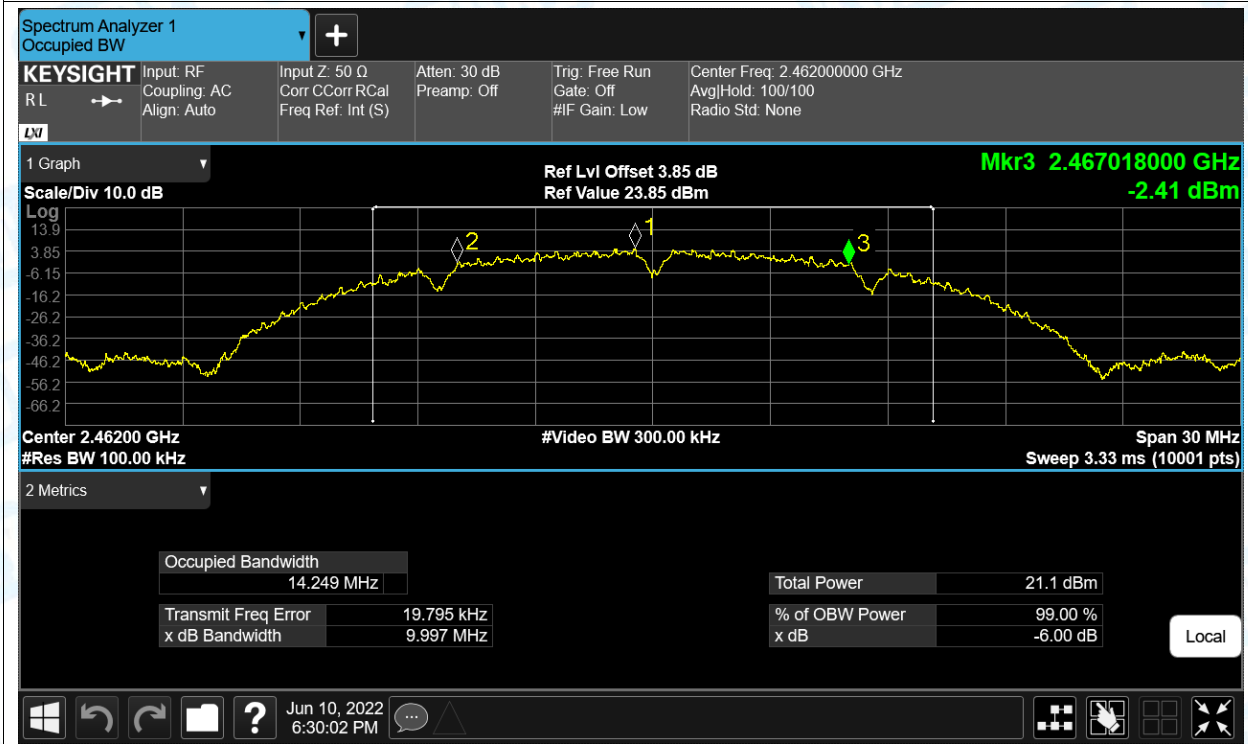 Spectrum Analyzer 1
Occupied BW
KEYSIGHT
R L
LXI
Input: RF
Coupling: AC
Align: Auto
Input Z: 50 Ω
Corr CCorr RCal
Freq Ref: Int (S)
Atten: 30 dB
Preamp: Off
Trig: Free Run
Gate: Off
#IF Gain: Low
Center Freq: 2.462000000 GHz
Avg|Hold: 100/100
Radio Std: None
1 Graph
Scale/Div 10.0 dB
Ref Lvl Offset 3.85 dB
Ref Value 23.85 dBm
Mkr3 2.467018000 GHz
-2.41 dBm
Log
13.9
3.85
-6.15
-16.2
-26.2
-36.2
-46.2
-56.2
-66.2
2
1
3
Center 2.46200 GHz
#Res BW 100.00 kHz
#Video BW 300.00 kHz
Span 30 MHz
Sweep 3.33 ms (10001 pts)
2 Metrics
Occupied Bandwidth
14.249 MHz
Transmit Freq Error 19.795 kHz
x dB Bandwidth 9.997 MHz
Total Power 21.1 dBm
% of OBW Power 99.00 %
x dB -6.00 dB
Local
?
Jun 10, 2022
6:30:02 PM